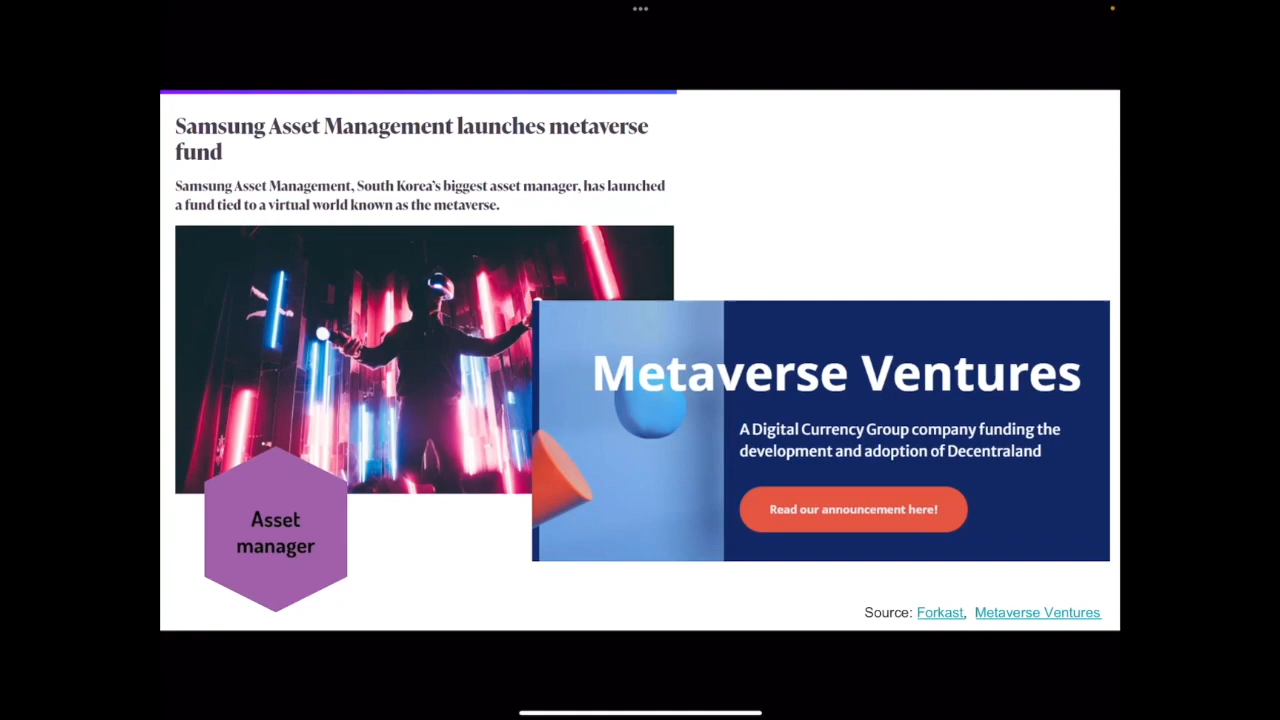 Samsung Asset Management launches metaverse
fund
Samsung Asset Management, South Korea’s biggest asset manager, has launched
a fund tied to a virtual world known as the metaverse.
Metaverse Ventures
A Digital Currency Group company funding the
development and adoption of Decentraland
Read our announcement here!
Asset
manager
Source: Forkast, Metaverse Ventures